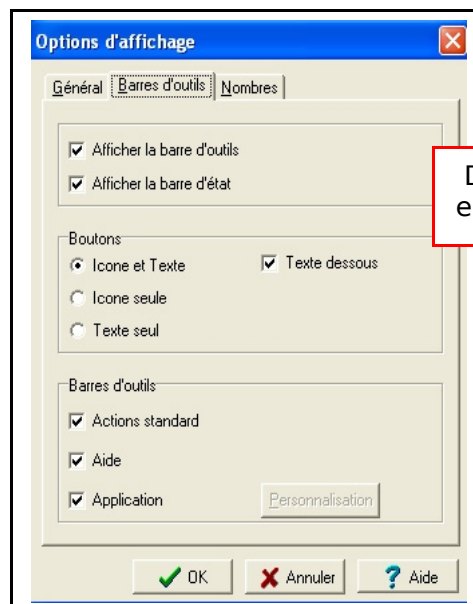 Options d'affichage
Général Barres d'outils Nombres
Afficher la barre d'outils
Afficher la barre d'état
Boutons
Icone et Texte Texte dessous
Icone seule
Texte seul
Barres d'outils
Actions standard
Aide
Application Personnalisation
OK Annuler Aide